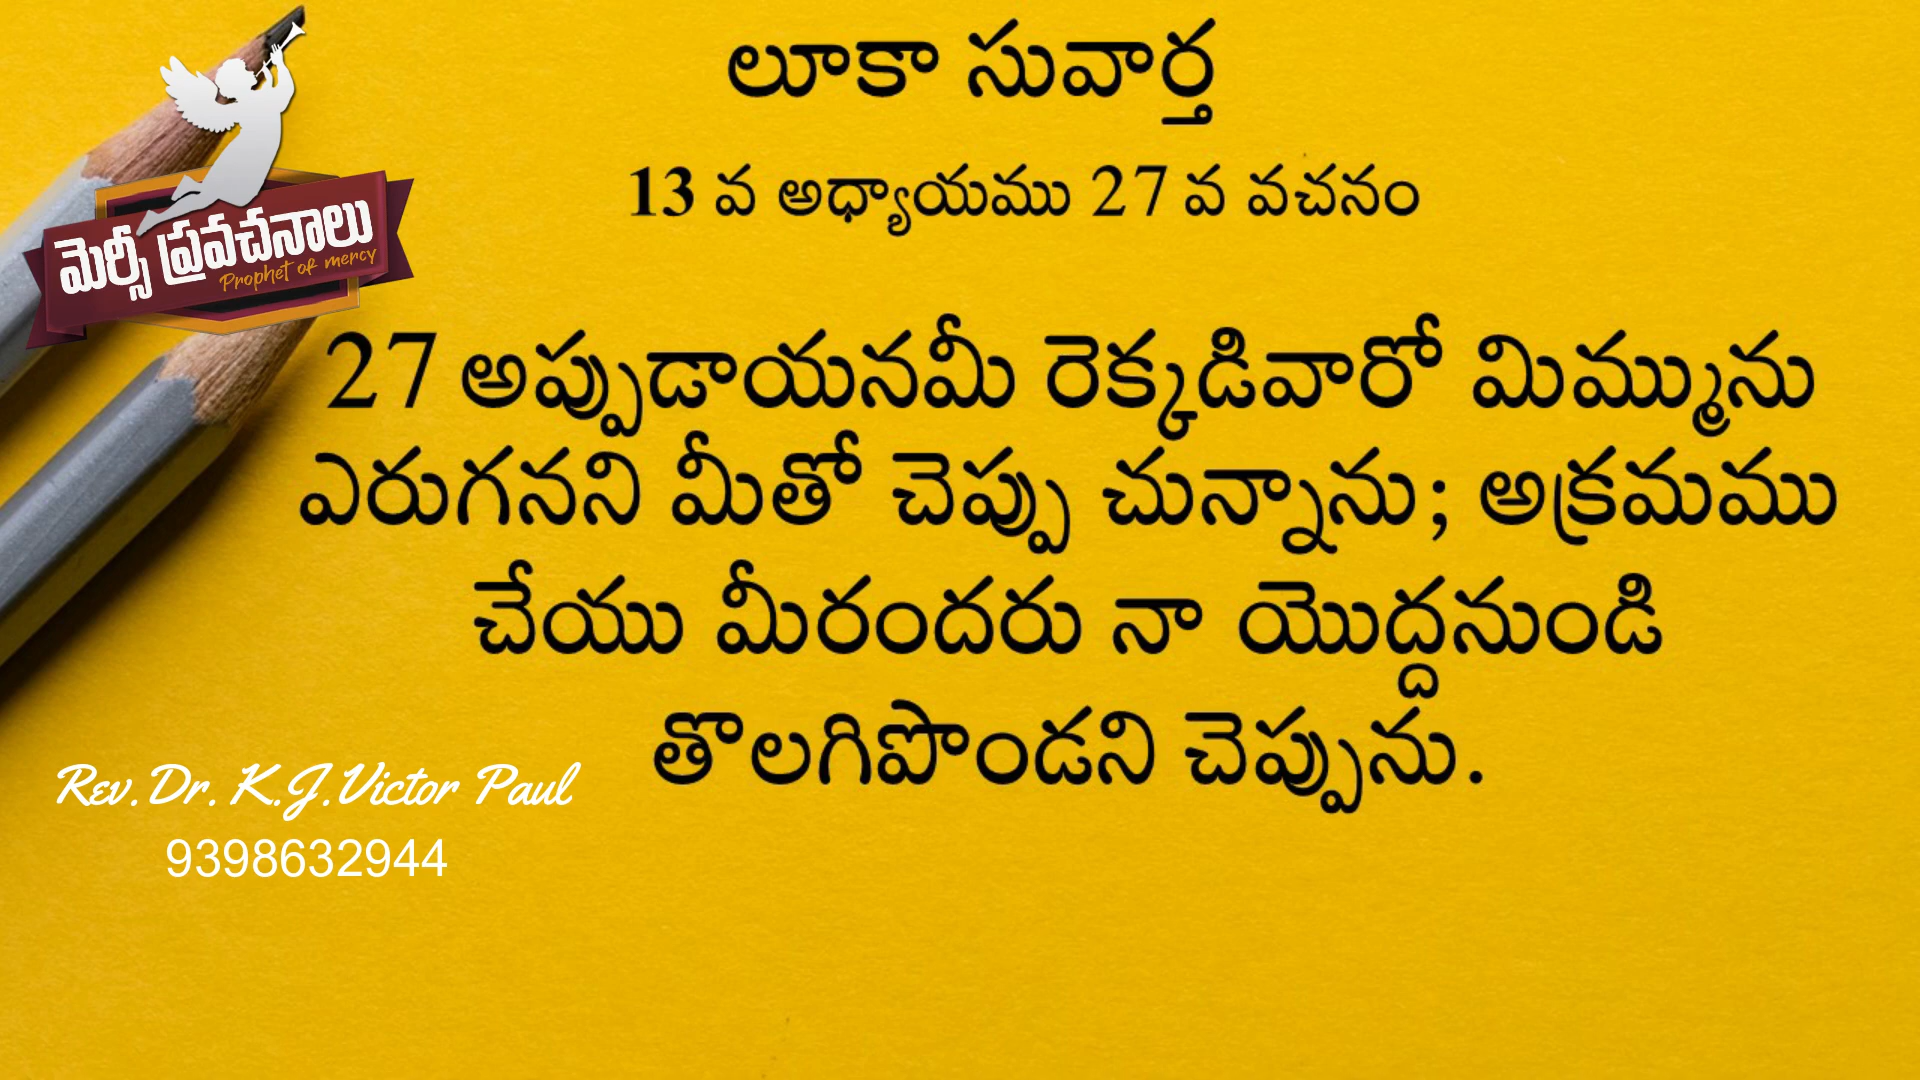 లూకా సువార్త
13 వ అధ్యాయము 27 వ వచనం
మెర్సీ ప్రవచనాలు
Prophet of mercy
27 అప్పుడాయనమీ రెక్కడివారో మిమ్మును
ఎరుగనని మీతో చెప్పు చున్నాను; అక్రమము
చేయు మీరందరు నా యొద్దనుండి
తొలగిపొండని చెప్పును.
Rev. Dr. K.J.Victor Paul
9398632944